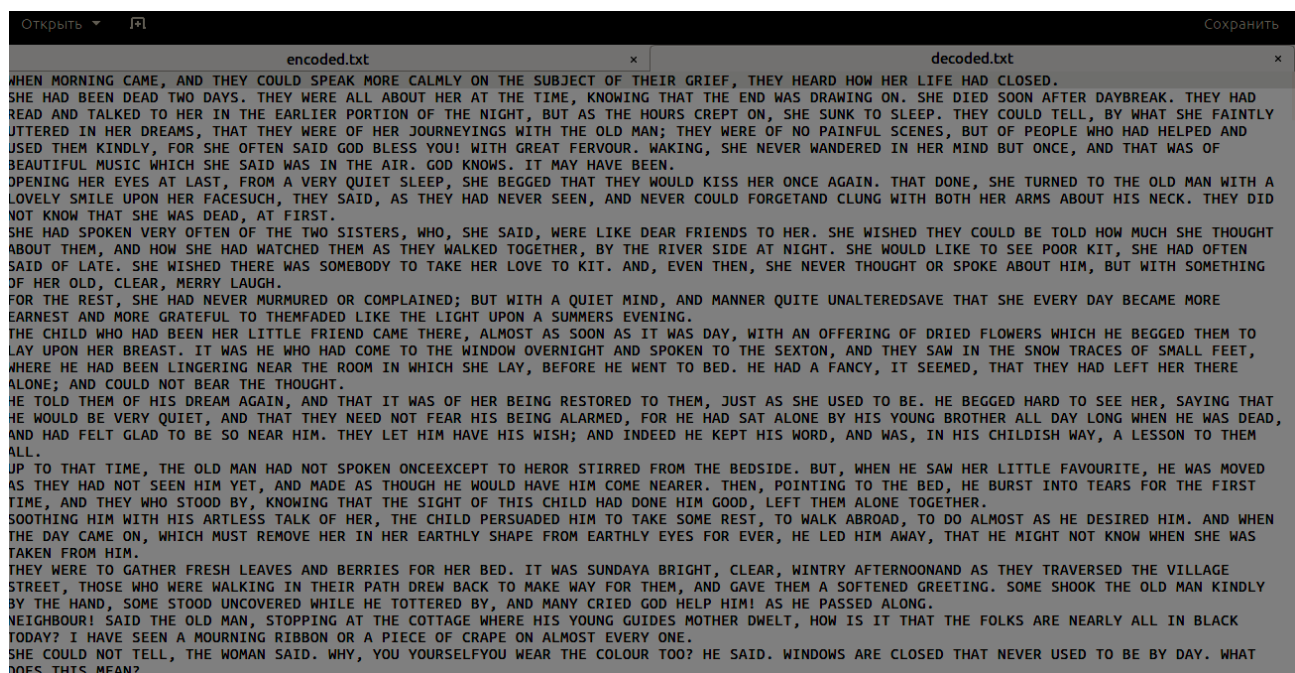 Открыть
Сохранить
encoded.txt ×
decoded.txt ×
WHEN MORNING CAME, AND THEY COULD SPEAK MORE CALMLY ON THE SUBJECT OF THEIR GRIEF, THEY HEARD HOW HER LIFE HAD CLOSED.
SHE HAD BEEN DEAD TWO DAYS. THEY WERE ALL ABOUT HER AT THE TIME, KNOWING THAT THE END WAS DRAWING ON. SHE DIED SOON AFTER DAYBREAK. THEY HAD
READ AND TALKED TO HER IN THE EARLIER PORTION OF THE NIGHT, BUT AS THE HOURS CREPT ON, SHE SUNK TO SLEEP. THEY COULD TELL, BY WHAT SHE FAINTLY
UTTERED IN HER DREAMS, THAT THEY WERE OF HER JOURNEYINGS WITH THE OLD MAN; THEY WERE OF NO PAINFUL SCENES, BUT OF PEOPLE WHO HAD HELPED AND
USED THEM KINDLY, FOR SHE OFTEN SAID GOD BLESS YOU! WITH GREAT FERVOUR. WAKING, SHE NEVER WANDERED IN HER MIND BUT ONCE, AND THAT WAS OF
BEAUTIFUL MUSIC WHICH SHE SAID WAS IN THE AIR. GOD KNOWS. IT MAY HAVE BEEN.
OPENING HER EYES AT LAST, FROM A VERY QUIET SLEEP, SHE BEGGED THAT THEY WOULD KISS HER ONCE AGAIN. THAT DONE, SHE TURNED TO THE OLD MAN WITH A
LOVELY SMILE UPON HER FACESUCH, THEY SAID, AS THEY HAD NEVER SEEN, AND NEVER COULD FORGETAND CLUNG WITH BOTH HER ARMS ABOUT HIS NECK. THEY DID
NOT KNOW THAT SHE WAS DEAD, AT FIRST.
SHE HAD SPOKEN VERY OFTEN OF THE TWO SISTERS, WHO, SHE SAID, WERE LIKE DEAR FRIENDS TO HER. SHE WISHED THEY COULD BE TOLD HOW MUCH SHE THOUGHT
ABOUT THEM, AND HOW SHE HAD WATCHED THEM AS THEY WALKED TOGETHER, BY THE RIVER SIDE AT NIGHT. SHE WOULD LIKE TO SEE POOR KIT, SHE HAD OFTEN
SAID OF LATE. SHE WISHED THERE WAS SOMEBODY TO TAKE HER LOVE TO KIT. AND, EVEN THEN, SHE NEVER THOUGHT OR SPOKE ABOUT HIM, BUT WITH SOMETHING
OF HER OLD, CLEAR, MERRY LAUGH.
FOR THE REST, SHE HAD NEVER MURMURED OR COMPLAINED; BUT WITH A QUIET MIND, AND MANNER QUITE UNALTEREDSAVE THAT SHE EVERY DAY BECAME MORE
EARNEST AND MORE GRATEFUL TO THEMFADED LIKE THE LIGHT UPON A SUMMERS EVENING.
THE CHILD WHO HAD BEEN HER LITTLE FRIEND CAME THERE, ALMOST AS SOON AS IT WAS DAY, WITH AN OFFERING OF DRIED FLOWERS WHICH HE BEGGED THEM TO
LAY UPON HER BREAST. IT WAS HE WHO HAD COME TO THE WINDOW OVERNIGHT AND SPOKEN TO THE SEXTON, AND THEY SAW IN THE SNOW TRACES OF SMALL FEET,
WHERE HE HAD BEEN LINGERING NEAR THE ROOM IN WHICH SHE LAY, BEFORE HE WENT TO BED. HE HAD A FANCY, IT SEEMED, THAT THEY HAD LEFT HER THERE
ALONE; AND COULD NOT BEAR THE THOUGHT.
HE TOLD THEM OF HIS DREAM AGAIN, AND THAT IT WAS OF HER BEING RESTORED TO THEM, JUST AS SHE USED TO BE. HE BEGGED HARD TO SEE HER, SAYING THAT
HE WOULD BE VERY QUIET, AND THAT THEY NEED NOT FEAR HIS BEING ALARMED, FOR HE HAD SAT ALONE BY HIS YOUNG BROTHER ALL DAY LONG WHEN HE WAS DEAD,
AND HAD FELT GLAD TO BE SO NEAR HIM. THEY LET HIM HAVE HIS WISH; AND INDEED HE KEPT HIS WORD, AND WAS, IN HIS CHILDISH WAY, A LESSON TO THEM
ALL.
UP TO THAT TIME, THE OLD MAN HAD NOT SPOKEN ONCEEXCEPT TO HEROR STIRRED FROM THE BEDSIDE. BUT, WHEN HE SAW HER LITTLE FAVOURITE, HE WAS MOVED
AS THEY HAD NOT SEEN HIM YET, AND MADE AS THOUGH HE WOULD HAVE HIM COME NEARER. THEN, POINTING TO THE BED, HE BURST INTO TEARS FOR THE FIRST
TIME, AND THEY WHO STOOD BY, KNOWING THAT THE SIGHT OF THIS CHILD HAD DONE HIM GOOD, LEFT THEM ALONE TOGETHER.
SOOTHING HIM WITH HIS ARTLESS TALK OF HER, THE CHILD PERSUADED HIM TO TAKE SOME REST, TO WALK ABROAD, TO DO ALMOST AS HE DESIRED HIM. AND WHEN
THE DAY CAME ON, WHICH MUST REMOVE HER IN HER EARTHLY SHAPE FROM EARTHLY EYES FOR EVER, HE LED HIM AWAY, THAT HE MIGHT NOT KNOW WHEN SHE WAS
TAKEN FROM HIM.
THEY WERE TO GATHER FRESH LEAVES AND BERRIES FOR HER BED. IT WAS SUNDAYA BRIGHT, CLEAR, WINTRY AFTERNOONAND AS THEY TRAVERSED THE VILLAGE
STREET, THOSE WHO WERE WALKING IN THEIR PATH DREW BACK TO MAKE WAY FOR THEM, AND GAVE THEM A SOFTENED GREETING. SOME SHOOK THE OLD MAN KINDLY
BY THE HAND, SOME STOOD UNCOVERED WHILE HE TOTTERED BY, AND MANY CRIED GOD HELP HIM! AS HE PASSED ALONG.
NEIGHBOUR! SAID THE OLD MAN, STOPPING AT THE COTTAGE WHERE HIS YOUNG GUIDES MOTHER DWELT, HOW IS IT THAT THE FOLKS ARE NEARLY ALL IN BLACK
TODAY? I HAVE SEEN A MOURNING RIBBON OR A PIECE OF CRAPE ON ALMOST EVERY ONE.
SHE COULD NOT TELL, THE WOMAN SAID. WHY, YOU YOURSELFYOU WEAR THE COLOUR TOO? HE SAID. WINDOWS ARE CLOSED THAT NEVER USED TO BE BY DAY. WHAT
DOES THIS MEAN?